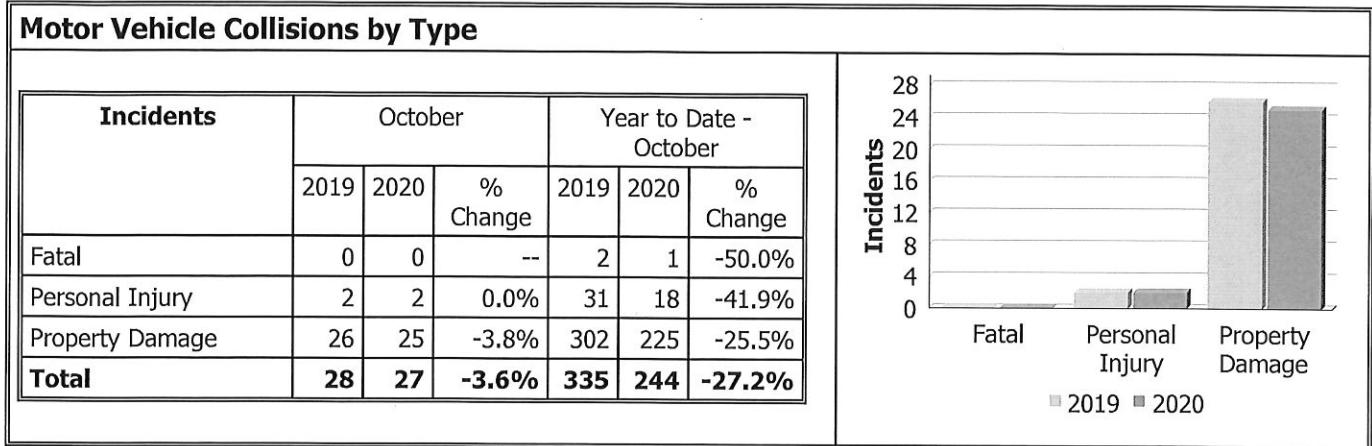 Motor Vehicle Collisions by Type
Incidents October Year to Date -
October
2019 2020 % Change 2019 2020 % Change
Fatal 0 0 -- 2 1 -50.0%
Personal Injury 2 2 0.0% 31 18 -41.9%
Property Damage 26 25 -3.8% 302 225 -25.5%
Total 28 27 -3.6% 335 244 -27.2%
Incidents
28
24
20
16
12
8
4
0
Fatal Personal Property
Injury Damage
2019 2020